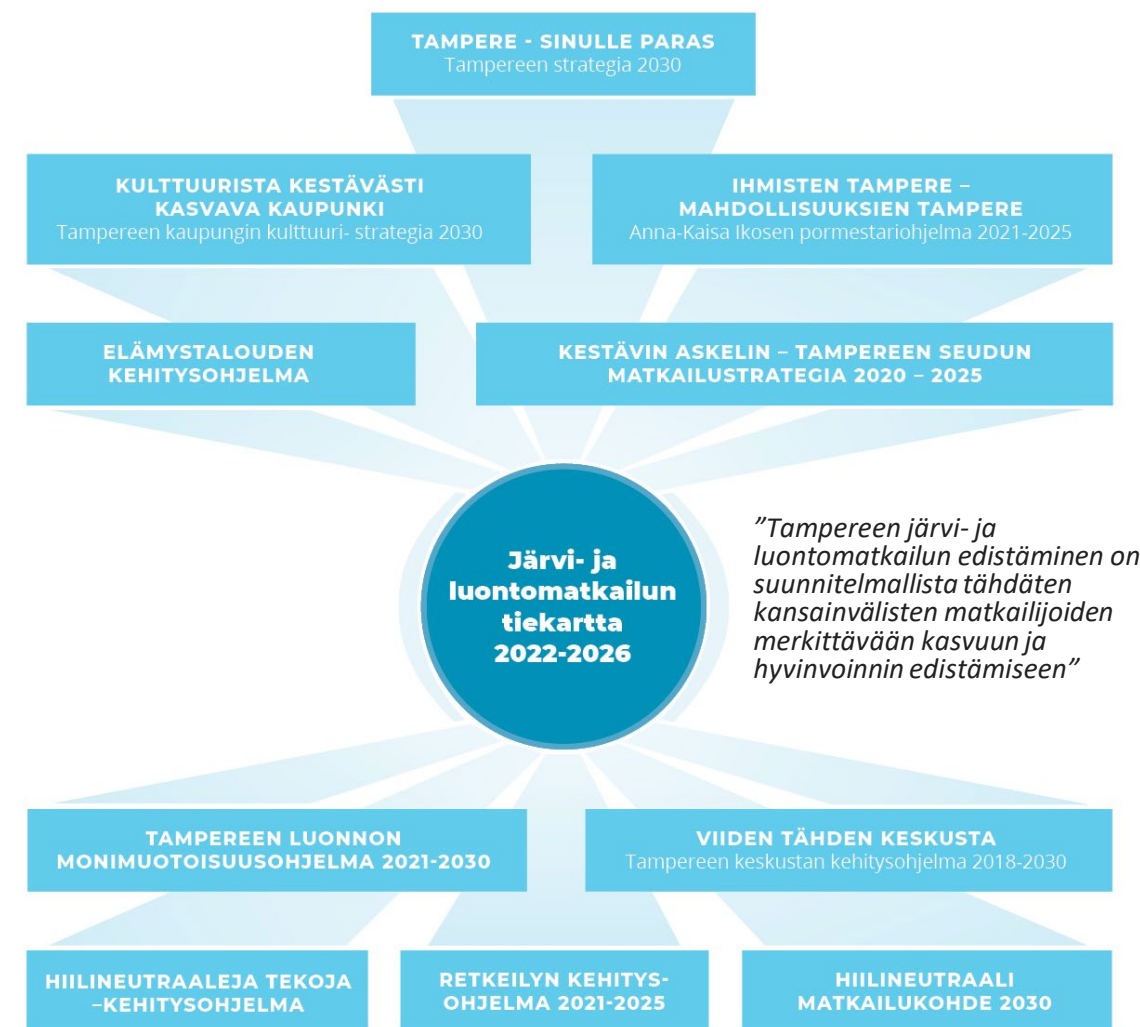 TAMPERE - SINULLE PARAS
Tampereen strategia 2030
KULTTUURISTA KESTÄVÄSTI
KASVAVA KAUPUNKI
Tampereen kaupungin kulttuuri- strategia 2030
IHMISTEN TAMPERE –
MAHDOLLISUUKSIEN TAMPERE
Anna-Kaisa Ikosen pormestariohjelma 2021-2025
ELÄMYSTALOUDEN
KEHITYSOHJELMA
KESTÄVIN ASKELIN – TAMPEREEN SEUDUN
MATKAILUSTRATEGIA 2020 – 2025
Järvi- ja
luontomatkailun
tiekartta
2022-2026
”Tampereen järvi- ja
luontomatkailun edistäminen on
suunnitelmallista tähdäten
kansainvälisten matkailijoiden
merkittävään kasvuun ja
hyvinvoinnin edistämiseen”
TAMPEREEN LUONNON
MONIMUOTOISUUSOHJELMA 2021-2030
VIIDEN TÄHDEN KESKUSTA
Tampereen keskustan kehitysohjelma 2018-2030
HIILINEUTRAALEJA TEKOJA
–KEHITYSOHJELMA
RETKEILYN KEHITYS-
OHJELMA 2021-2025
HIILINEUTRAALI
MATKAILUKOHDE 2030